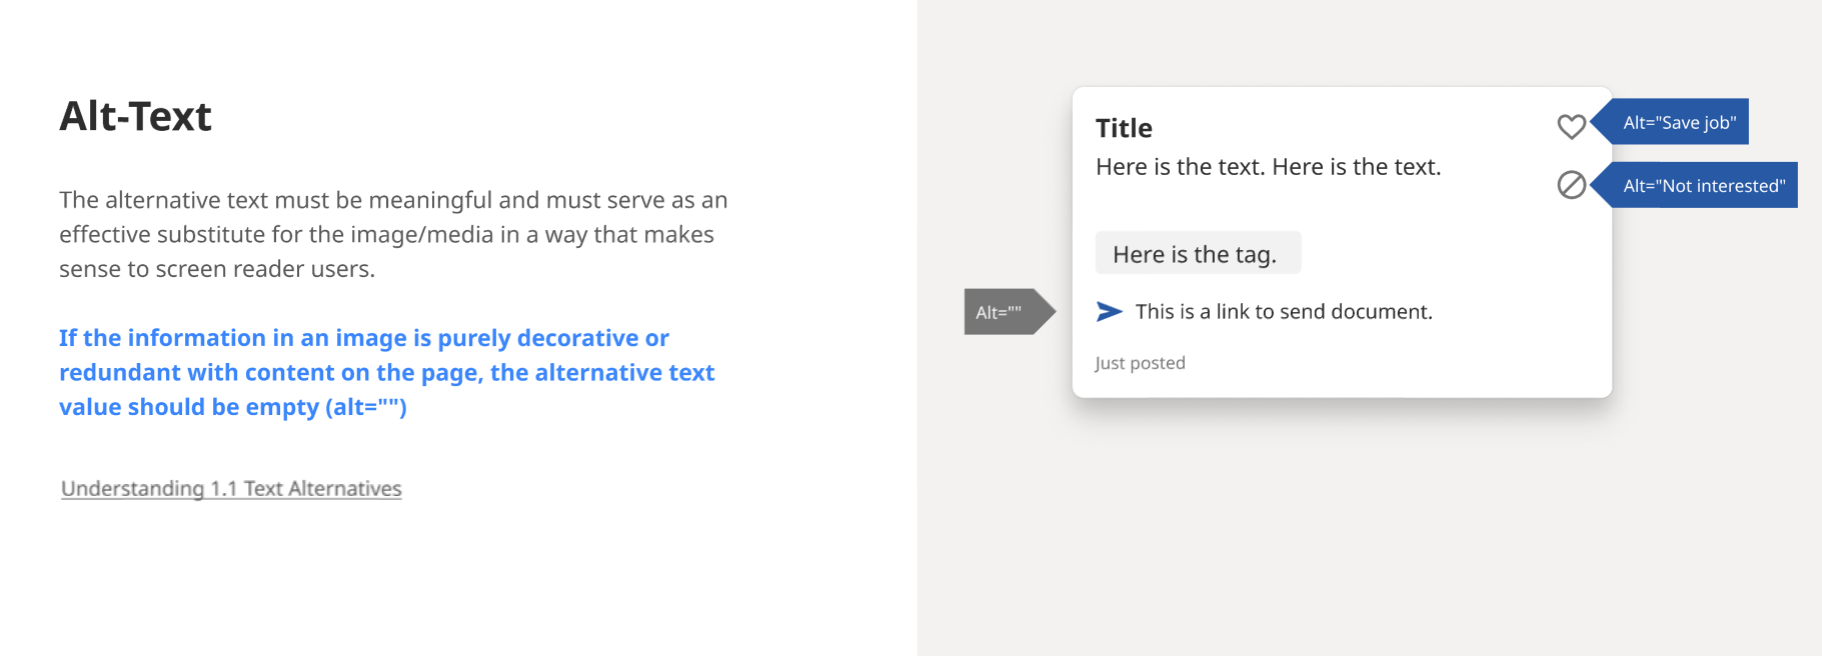 Alt-Text
The alternative text must be meaningful and must serve as an
effective substitute for the image/media in a way that makes
sense to screen reader users.
If the information in an image is purely decorative or
redundant with content on the page, the alternative text
value should be empty (alt="")
Understanding 1.1 Text Alternatives
Title
Here is the text. Here is the text.
Alt="Save job"
Alt="Not interested"
Here is the tag.
Alt=""
This is a link to send document.
Just posted